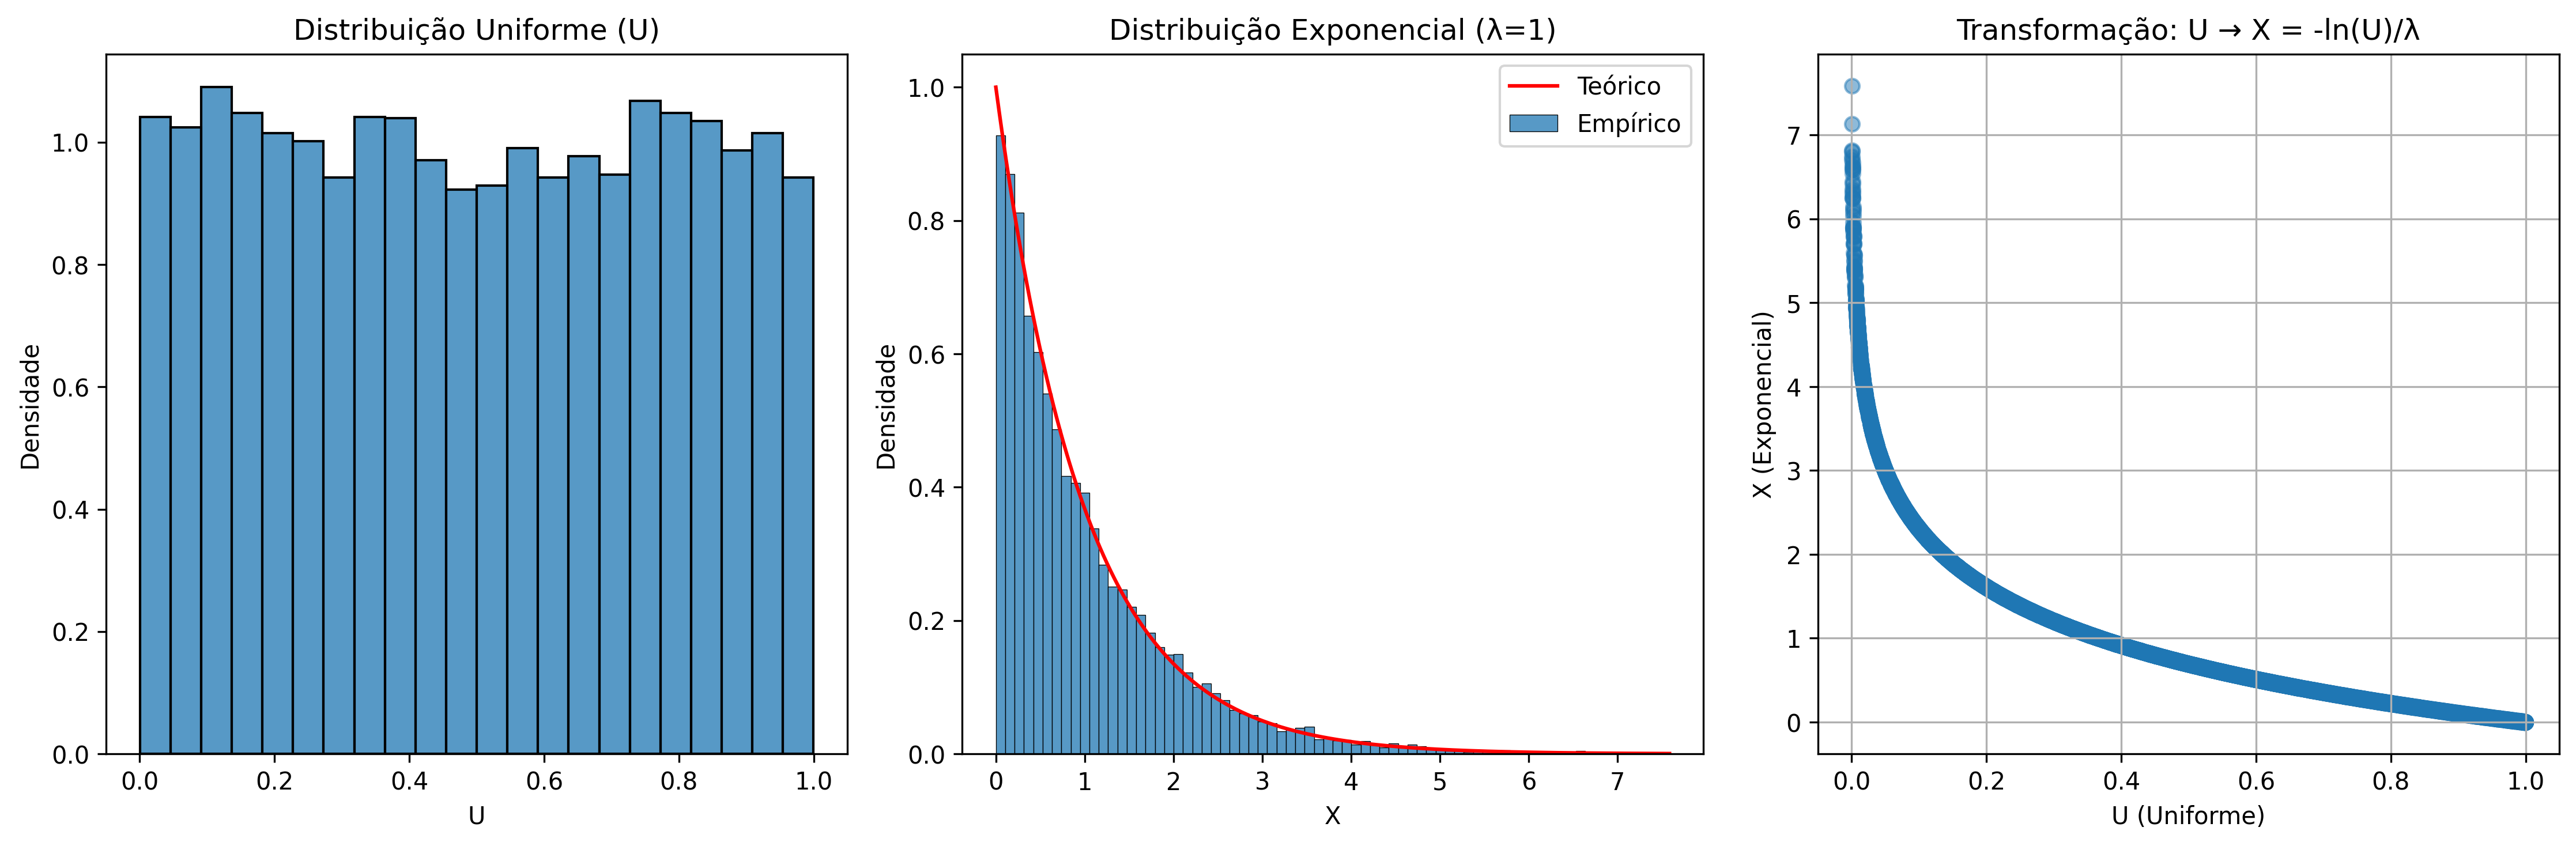 Distribuição Uniforme (U)
Densidade
1.0
0.8
0.6
0.4
0.2
0.0
0.0 0.2 0.4 0.6 0.8 1.0
U
Distribuição Exponencial (λ=1)
Teórico
Empírico
Densidade
1.0
0.8
0.6
0.4
0.2
0.0
0 1 2 3 4 5 6 7
X
Transformação: U → X = -ln(U)/λ
X (Exponencial)
7
6
5
4
3
2
1
0
0.0 0.2 0.4 0.6 0.8 1.0
U (Uniforme)